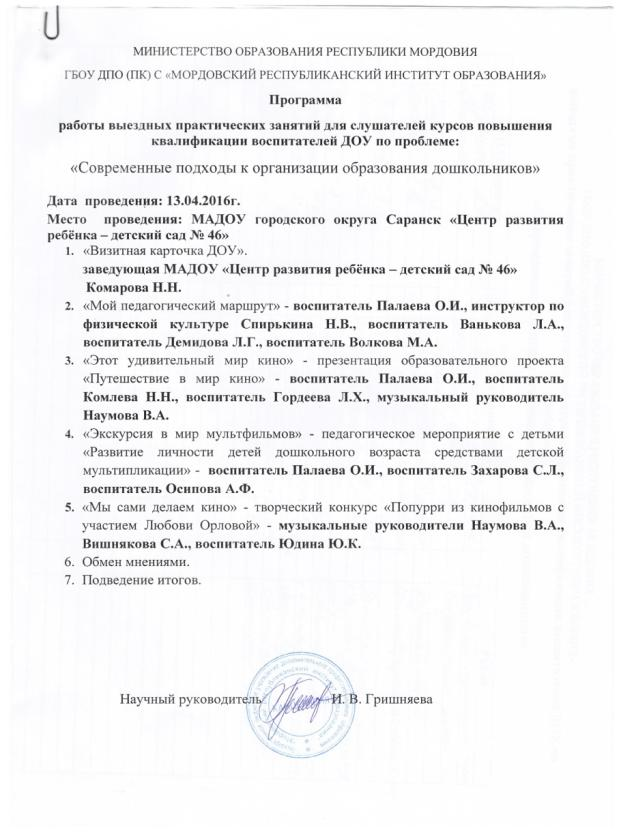 МИНИСТЕРСТВО ОБРАЗОВАНИЯ РЕСПУБЛИКИ МОРДОВИЯ
ГБОУ ДПО (ПК) С «МОРДОВСКИЙ РЕСПУБЛИКАНСКИЙ ИНСТИТУТ ОБРАЗОВАНИЯ»
Программа
работы выездных практических занятий для слушателей курсов повышения
квалификации воспитателей ДОУ по проблеме:
«Современные подходы к организации образования дошкольников»
Дата проведения: 13.04.2016г.
Место проведения: МАДОУ городского округа Саранск «Центр развития
ребёнка – детский сад № 46»
1. «Визитная карточка ДОУ».
заведующая МАДОУ «Центр развития ребёнка – детский сад № 46»
Комарова Н.Н.
2. «Мой педагогический маршрут» - воспитатель Палаева О.И., инструктор по
физической культуре Спирькина Н.В., воспитатель Ванькова Л.А.,
воспитатель Демидова Л.Г., воспитатель Волкова М.А.
3. «Этот удивительный мир кино» - презентация образовательного проекта
«Путешествие в мир кино» - воспитатель Палаева О.И., воспитатель
Комлева Н.Н., воспитатель Гордеева Л.Х., музыкальный руководитель
Наумова В.А.
4. «Экскурсия в мир мультфильмов» - педагогическое мероприятие с детьми
«Развитие личности детей дошкольного возраста средствами детской
мультипликации» - воспитатель Палаева О.И., воспитатель Захарова С.Л.,
воспитатель Осипова А.Ф.
5. «Мы сами делаем кино» - творческий конкурс «Попурри из кинофильмов с
участием Любови Орловой» - музыкальные руководители Наумова В.А.,
Вишнякова С.А., воспитатель Юдина Ю.К.
6. Обмен мнениями.
7. Подведение итогов.
Научный руководитель И. В. Гришняева